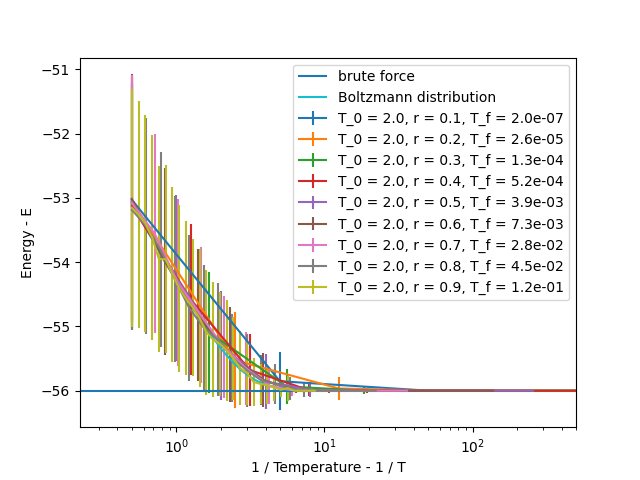 −51
−52
−53
−54
−55
−56
Energy - E
10⁰
10¹
10²
1 / Temperature - 1 / T
brute force
Boltzmann distribution
T_0 = 2.0, r = 0.1, T_f = 2.0e-07
T_0 = 2.0, r = 0.2, T_f = 2.6e-05
T_0 = 2.0, r = 0.3, T_f = 1.3e-04
T_0 = 2.0, r = 0.4, T_f = 5.2e-04
T_0 = 2.0, r = 0.5, T_f = 3.9e-03
T_0 = 2.0, r = 0.6, T_f = 7.3e-03
T_0 = 2.0, r = 0.7, T_f = 2.8e-02
T_0 = 2.0, r = 0.8, T_f = 4.5e-02
T_0 = 2.0, r = 0.9, T_f = 1.2e-01